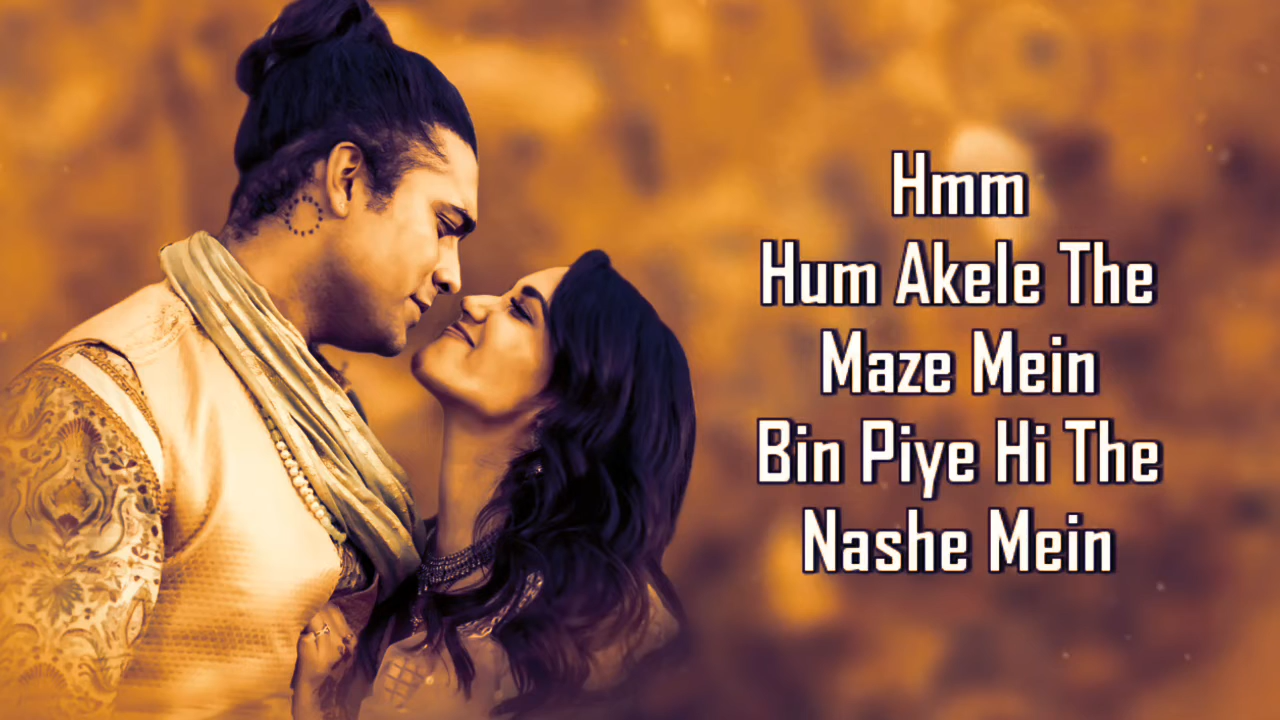 Hmm
Hum Akele The
Maze Mein
Bin Piye Hi The
Nashe Mein